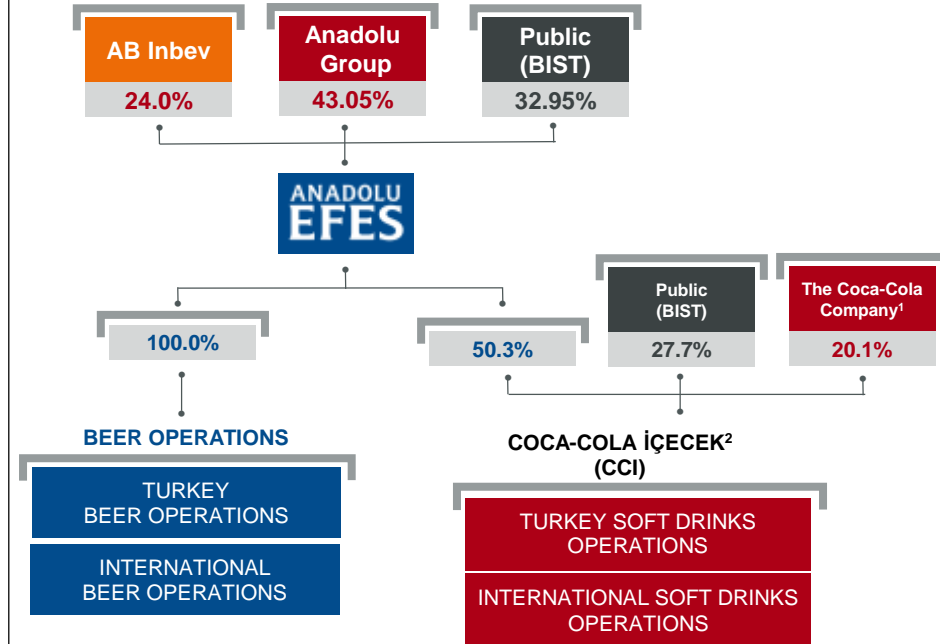 AB Inbev
24.0%
Anadolu
Group
43.05%
Public
(BIST)
32.95%
ANADOLU
EFES
100.0%
50.3%
Public
(BIST)
27.7%
The Coca-Cola
Company¹
20.1%
BEER OPERATIONS
TURKEY
BEER OPERATIONS
INTERNATIONAL
BEER OPERATIONS
COCA-COLA İÇECEK²
(CCI)
TURKEY SOFT DRINKS
OPERATIONS
INTERNATIONAL SOFT DRINKS
OPERATIONS